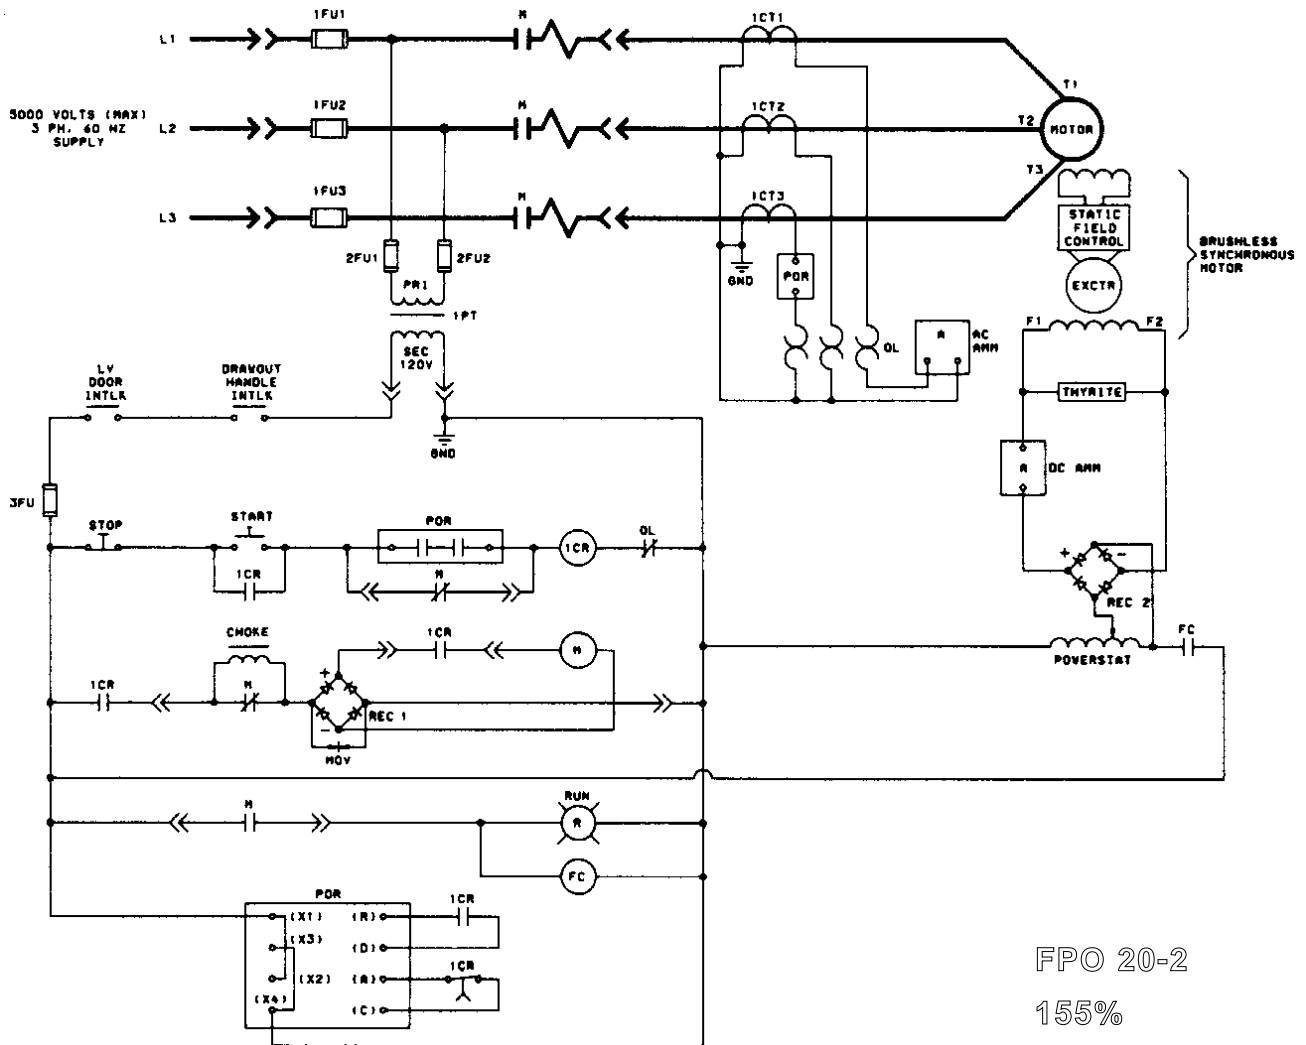 1FU1
M
1CT1
L1
T1
5000 VOLTS (MAX)
3 PH, 60 HZ
SUPPLY
1FU2
M
1CT2
L2
T2
MOTOR
1FU3
M
1CT3
T3
L3
STATIC
FIELD
CONTROL
BRUSHLESS
SYNCHRONOUS
MOTOR
2FU1
2FU2
GND
POR
EXCTR
PRI
1PT
F1
F2
SEC
120V
OL
A
AC
AMM
LV
DOOR
INTLK
DRAWOUT
HANDLE
INTLK
THYRITE
GND
A
DC AMM
3FU
STOP
START
POR
1CR
OL
1CR
M
+
-
REC 2
CHOKE
1CR
M
FC
POWERSTAT
1CR
M
+
-
REC 1
MOV
M
RUN
R
FC
POR
(X1)
(R)
1CR
(X3)
(D)
(X2)
(A)
1CR
(X4)
(C)
FPO 20-2
155%